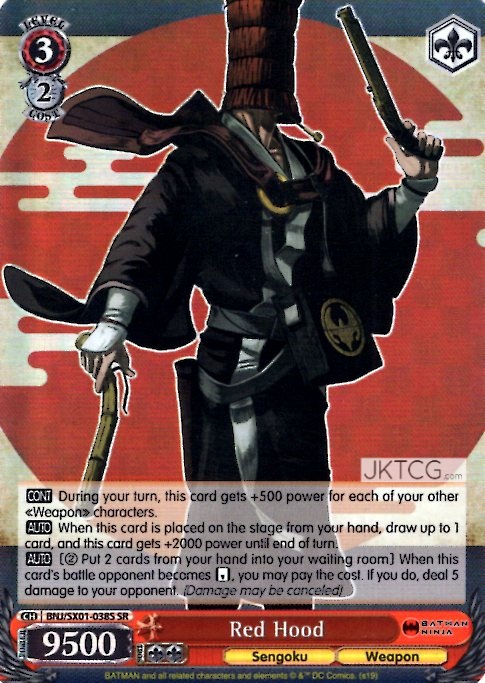 LEVEL
3
2
COST
JKTCG.com
CONT During your turn, this card gets +500 power for each of your other
«Weapon» characters.
AUTO When this card is placed on the stage from your hand, draw up to 1
card, and this card gets +2000 power until end of turn.
AUTO [② Put 2 cards from your hand into your waiting room] When this
card's battle opponent becomes, you may pay the cost. If you do, deal 5
damage to your opponent. (Damage may be canceled)
CH BNJ/SX01-038S SR
Red Hood
BATMAN
NINJA
POWER
9500
SOUL
Sengoku
Weapon
BATMAN and all related characters and elements © & ™ DC Comics. (s19)